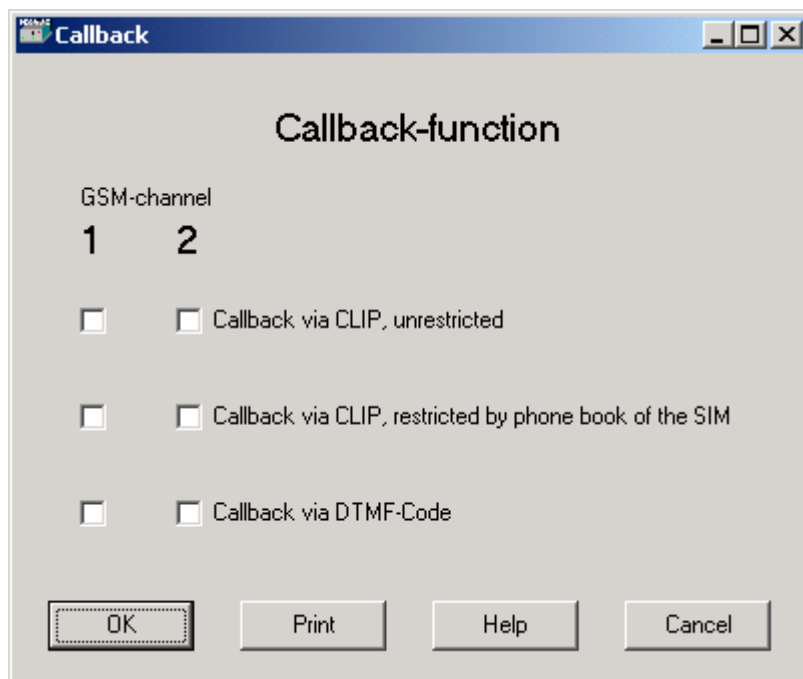 Callback
Callback-function
GSM-channel
1 2
Callback via CLIP, unrestricted
Callback via CLIP, restricted by phone book of the SIM
Callback via DTMF-Code
OK Print Help Cancel